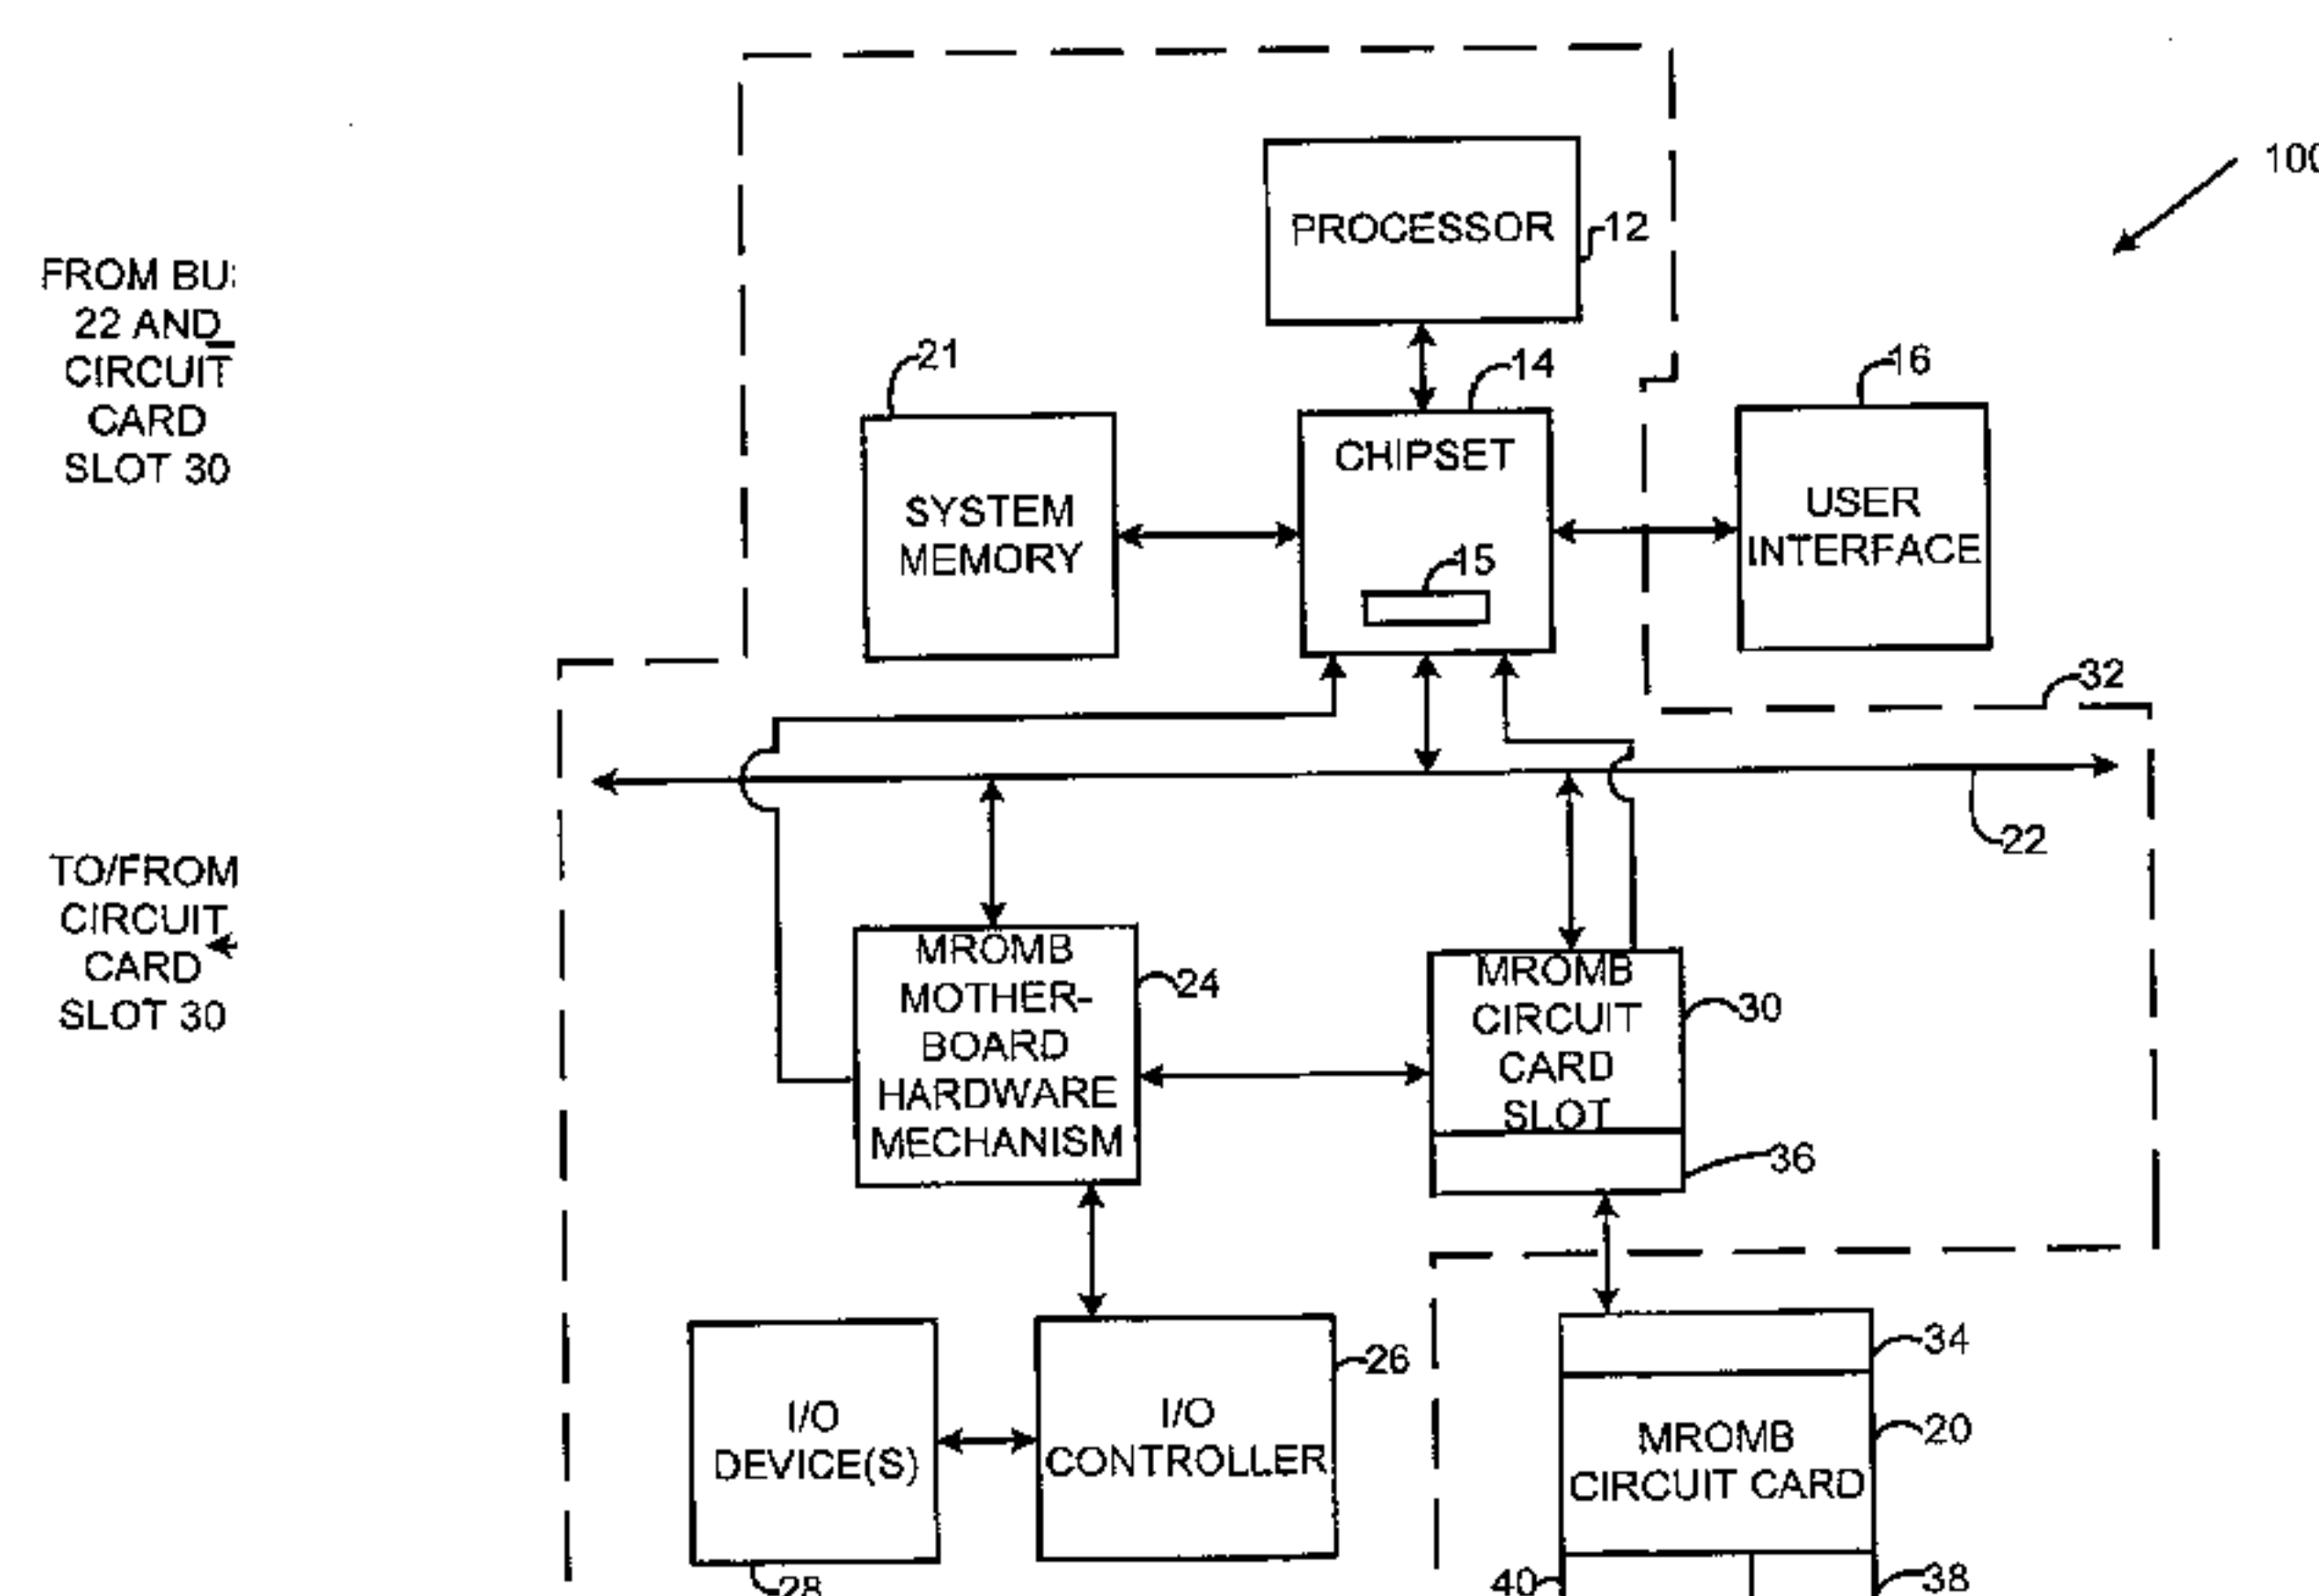 100
PROCESSOR
12
FROM BU
22 AND
CIRCUIT
CARD
SLOT 30
21
14
16
SYSTEM
MEMORY
CHIPSET
15
USER
INTERFACE
32
22
TO/FROM
CIRCUIT
CARD
SLOT 30
MROMB
MOTHER-
BOARD
HARDWARE
MECHANISM
24
MROMB
CIRCUIT
CARD
SLOT
30
36
I/O
DEVICE(S)
28
I/O
CONTROLLER
26
34
MROMB
CIRCUIT CARD
20
40
38